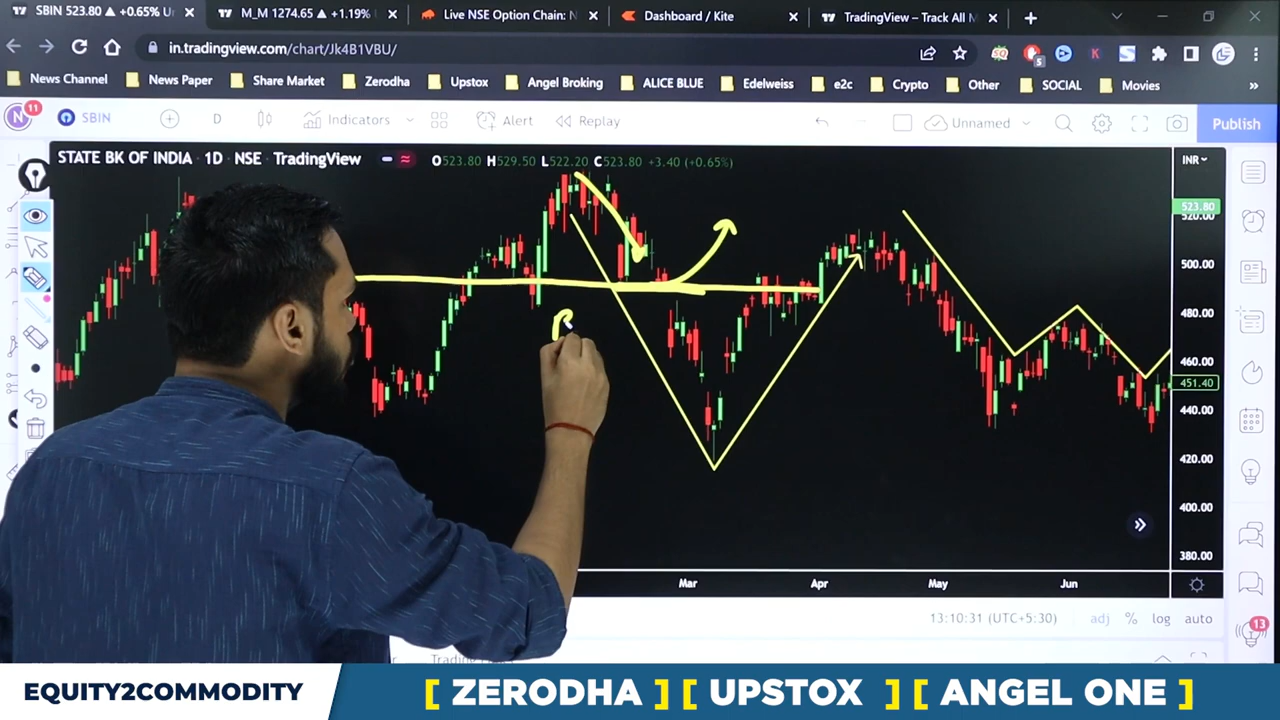 SBIN 523.80 ▲ +0.65% Un
M_M 1274.65 ▲ +1.19%
Live NSE Option Chain: N
Dashboard / Kite
TradingView – Track All M
in.tradingview.com/chart/Jk4B1VBU/
News Channel
News Paper
Share Market
Zerodha
Upstox
Angel Broking
ALICE BLUE
Edelweiss
e2c
Crypto
Other
SOCIAL
Movies
N 11
SBIN
D
Indicators
Alert
Replay
Unnamed
Publish
STATE BK OF INDIA · 1D · NSE · TradingView
O523.80 H529.50 L522.20 C523.80 +3.40 (+0.65%)
INR
523.80
520.00
500.00
480.00
460.00
451.40
440.00
420.00
400.00
380.00
Mar
Apr
May
Jun
13:10:31 (UTC+5:30)
adj
%
log
auto
13
EQUITY2COMMODITY
[ ZERODHA ] [ UPSTOX ] [ ANGEL ONE ]